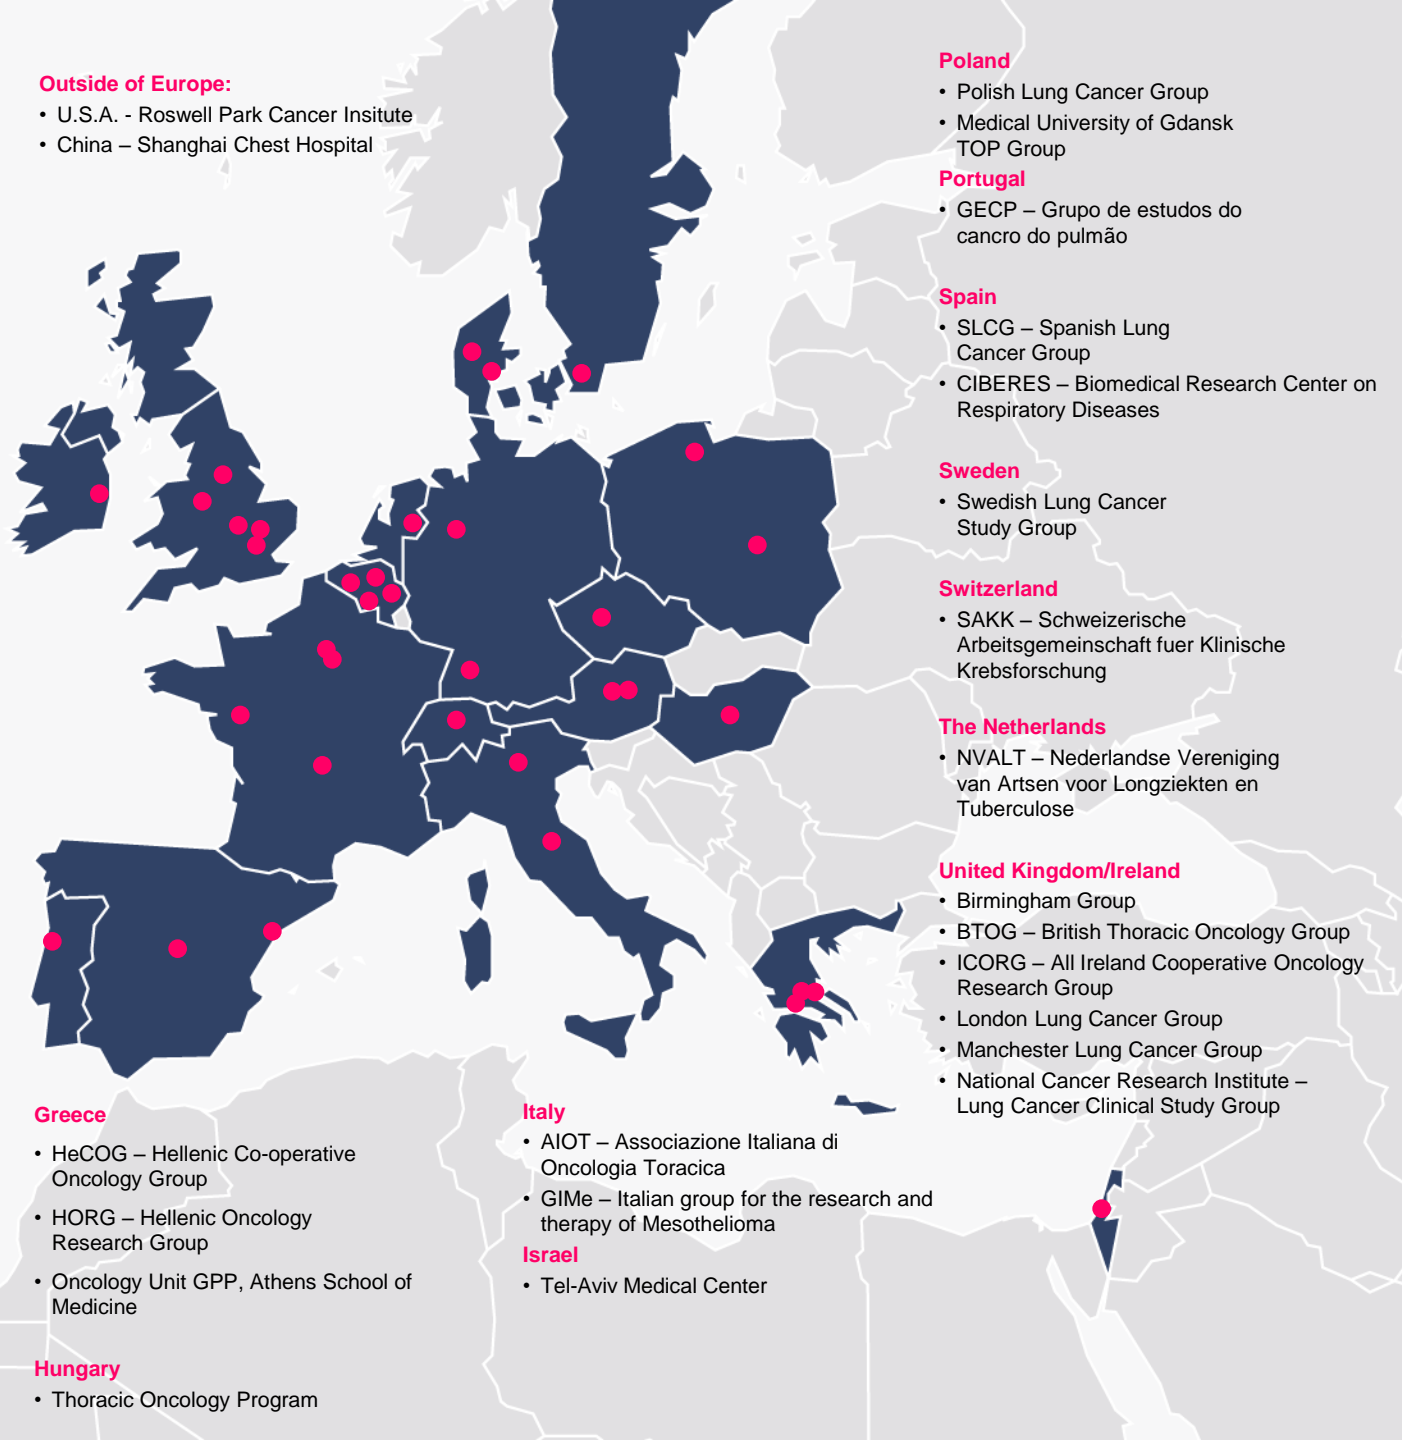 Outside of Europe:
• U.S.A. - Roswell Park Cancer Insitute
• China – Shanghai Chest Hospital
Greece
• HeCOG – Hellenic Co-operative
Oncology Group
• HORG – Hellenic Oncology
Research Group
• Oncology Unit GPP, Athens School of
Medicine
Hungary
• Thoracic Oncology Program
Italy
• AIOT – Associazione Italiana di
Oncologia Toracica
• GIMe – Italian group for the research and
therapy of Mesothelioma
Israel
• Tel-Aviv Medical Center
Poland
• Polish Lung Cancer Group
• Medical University of Gdansk
TOP Group
Portugal
• GECP – Grupo de estudos do
cancro do pulmão
Spain
• SLCG – Spanish Lung
Cancer Group
• CIBERES – Biomedical Research Center on
Respiratory Diseases
Sweden
• Swedish Lung Cancer
Study Group
Switzerland
• SAKK – Schweizerische
Arbeitsgemeinschaft fuer Klinische
Krebsforschung
The Netherlands
• NVALT – Nederlandse Vereniging
van Artsen voor Longziekten en
Tuberculose
United Kingdom/Ireland
• Birmingham Group
• BTOG – British Thoracic Oncology Group
• ICORG – All Ireland Cooperative Oncology
Research Group
• London Lung Cancer Group
• Manchester Lung Cancer Group
• National Cancer Research Institute –
Lung Cancer Clinical Study Group